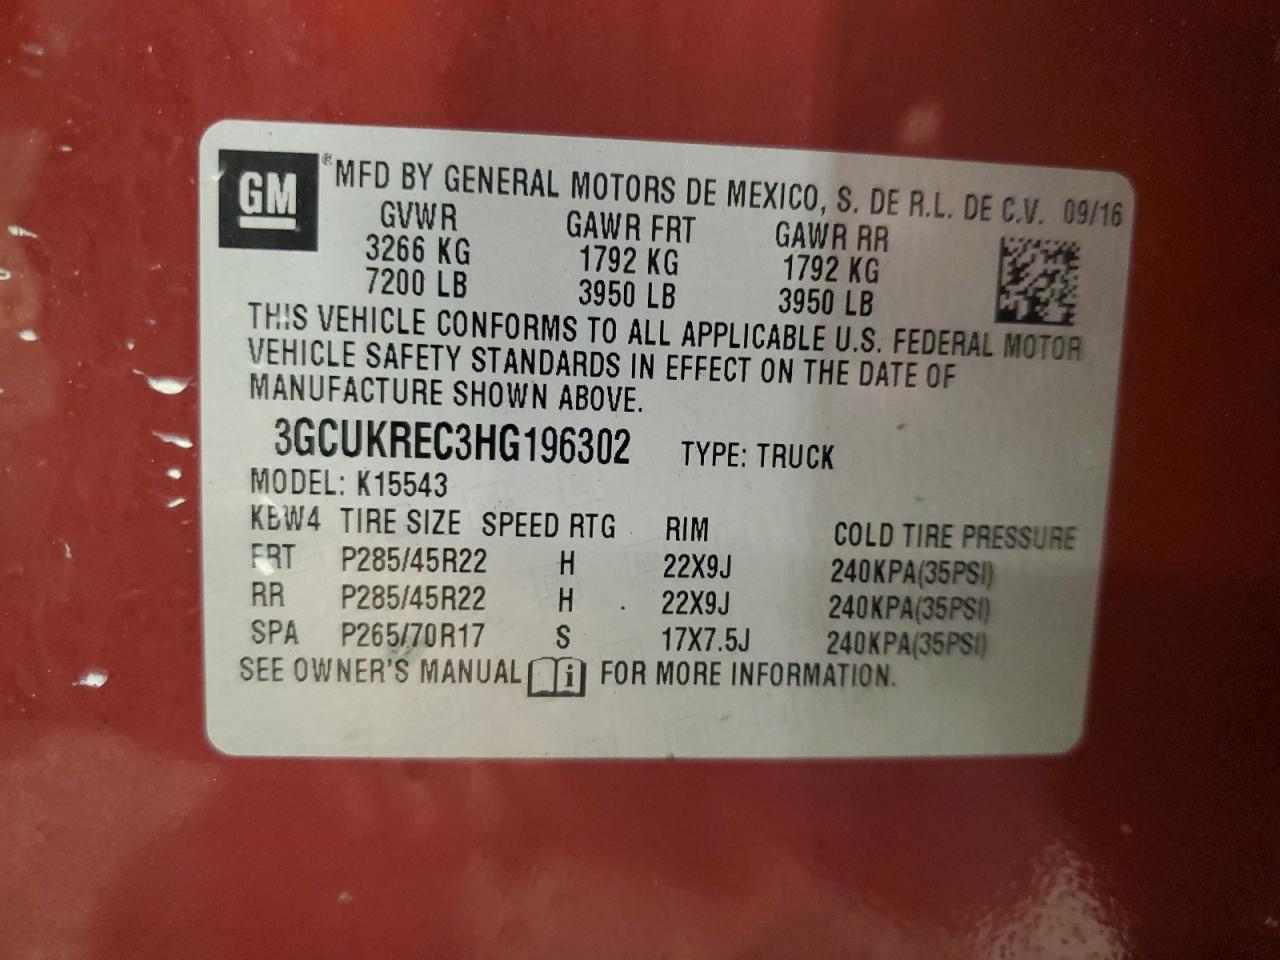 GM ® MFD BY GENERAL MOTORS DE MEXICO, S. DE R.L. DE C.V. 09/16
GVWR GAWR FRT GAWR RR
3266 KG 1792 KG 1792 KG
7200 LB 3950 LB 3950 LB
THIS VEHICLE CONFORMS TO ALL APPLICABLE U.S. FEDERAL MOTOR
VEHICLE SAFETY STANDARDS IN EFFECT ON THE DATE OF
MANUFACTURE SHOWN ABOVE.
3GCUKREC3HG196302 TYPE: TRUCK
MODEL: K15543
KBW4 TIRE SIZE SPEED RTG RIM COLD TIRE PRESSURE
FRT P285/45R22 H 22X9J 240KPA(35PSI)
RR P285/45R22 H 22X9J 240KPA(35PSI)
SPA P265/70R17 S 17X7.5J 240KPA(35PSI)
SEE OWNER'S MANUAL i FOR MORE INFORMATION.